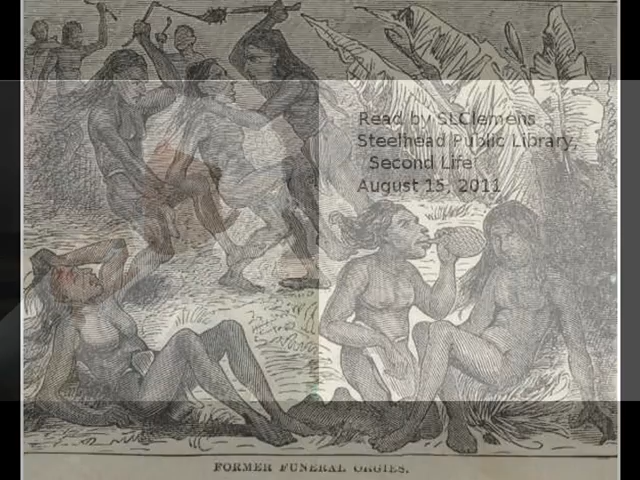 Read by SLClemens
Steelhead Public Library,
Second Life
August 15, 2011
FORMER FUNERAL ORGIES.